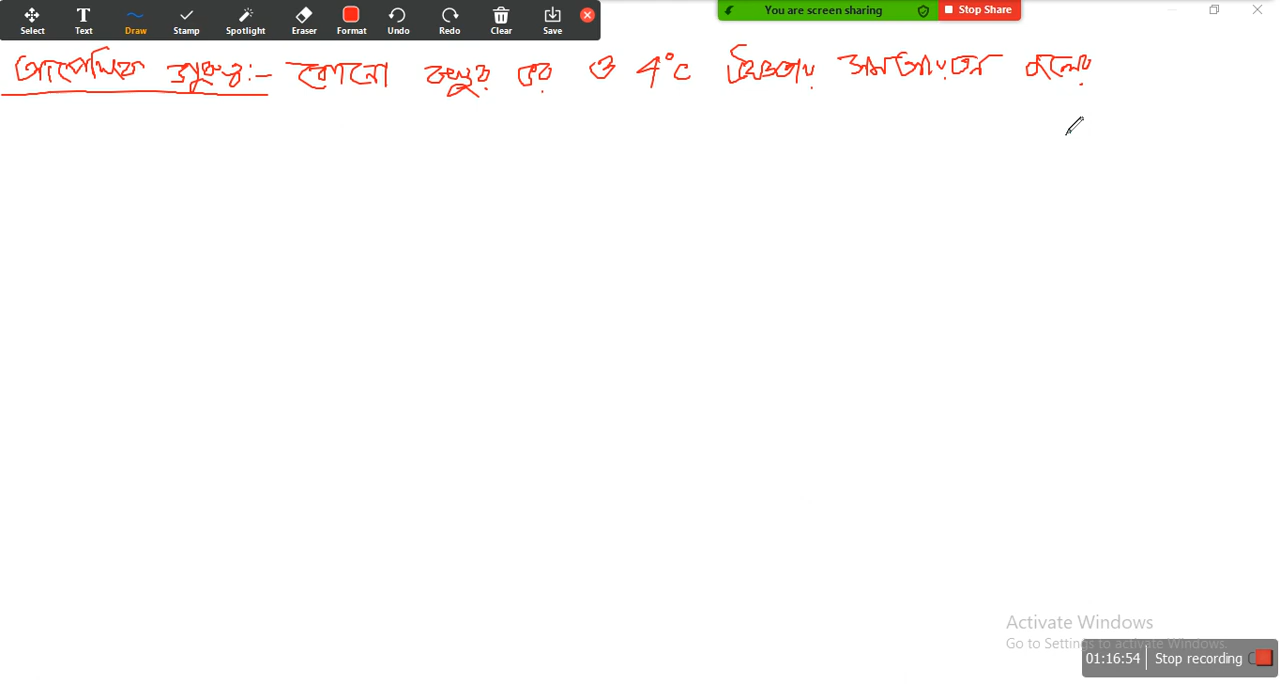 Select Text Draw Stamp Spotlight Eraser Format Undo Redo Clear Save
You are screen sharing Stop Share
আপেক্ষিক গুরুত্ব:- কোনো বস্তুর ভর ও 4°C উষ্ণতায় সমআয়তন জলের
Activate Windows
Go to Settings to activate Windows.
01:16:54 Stop recording